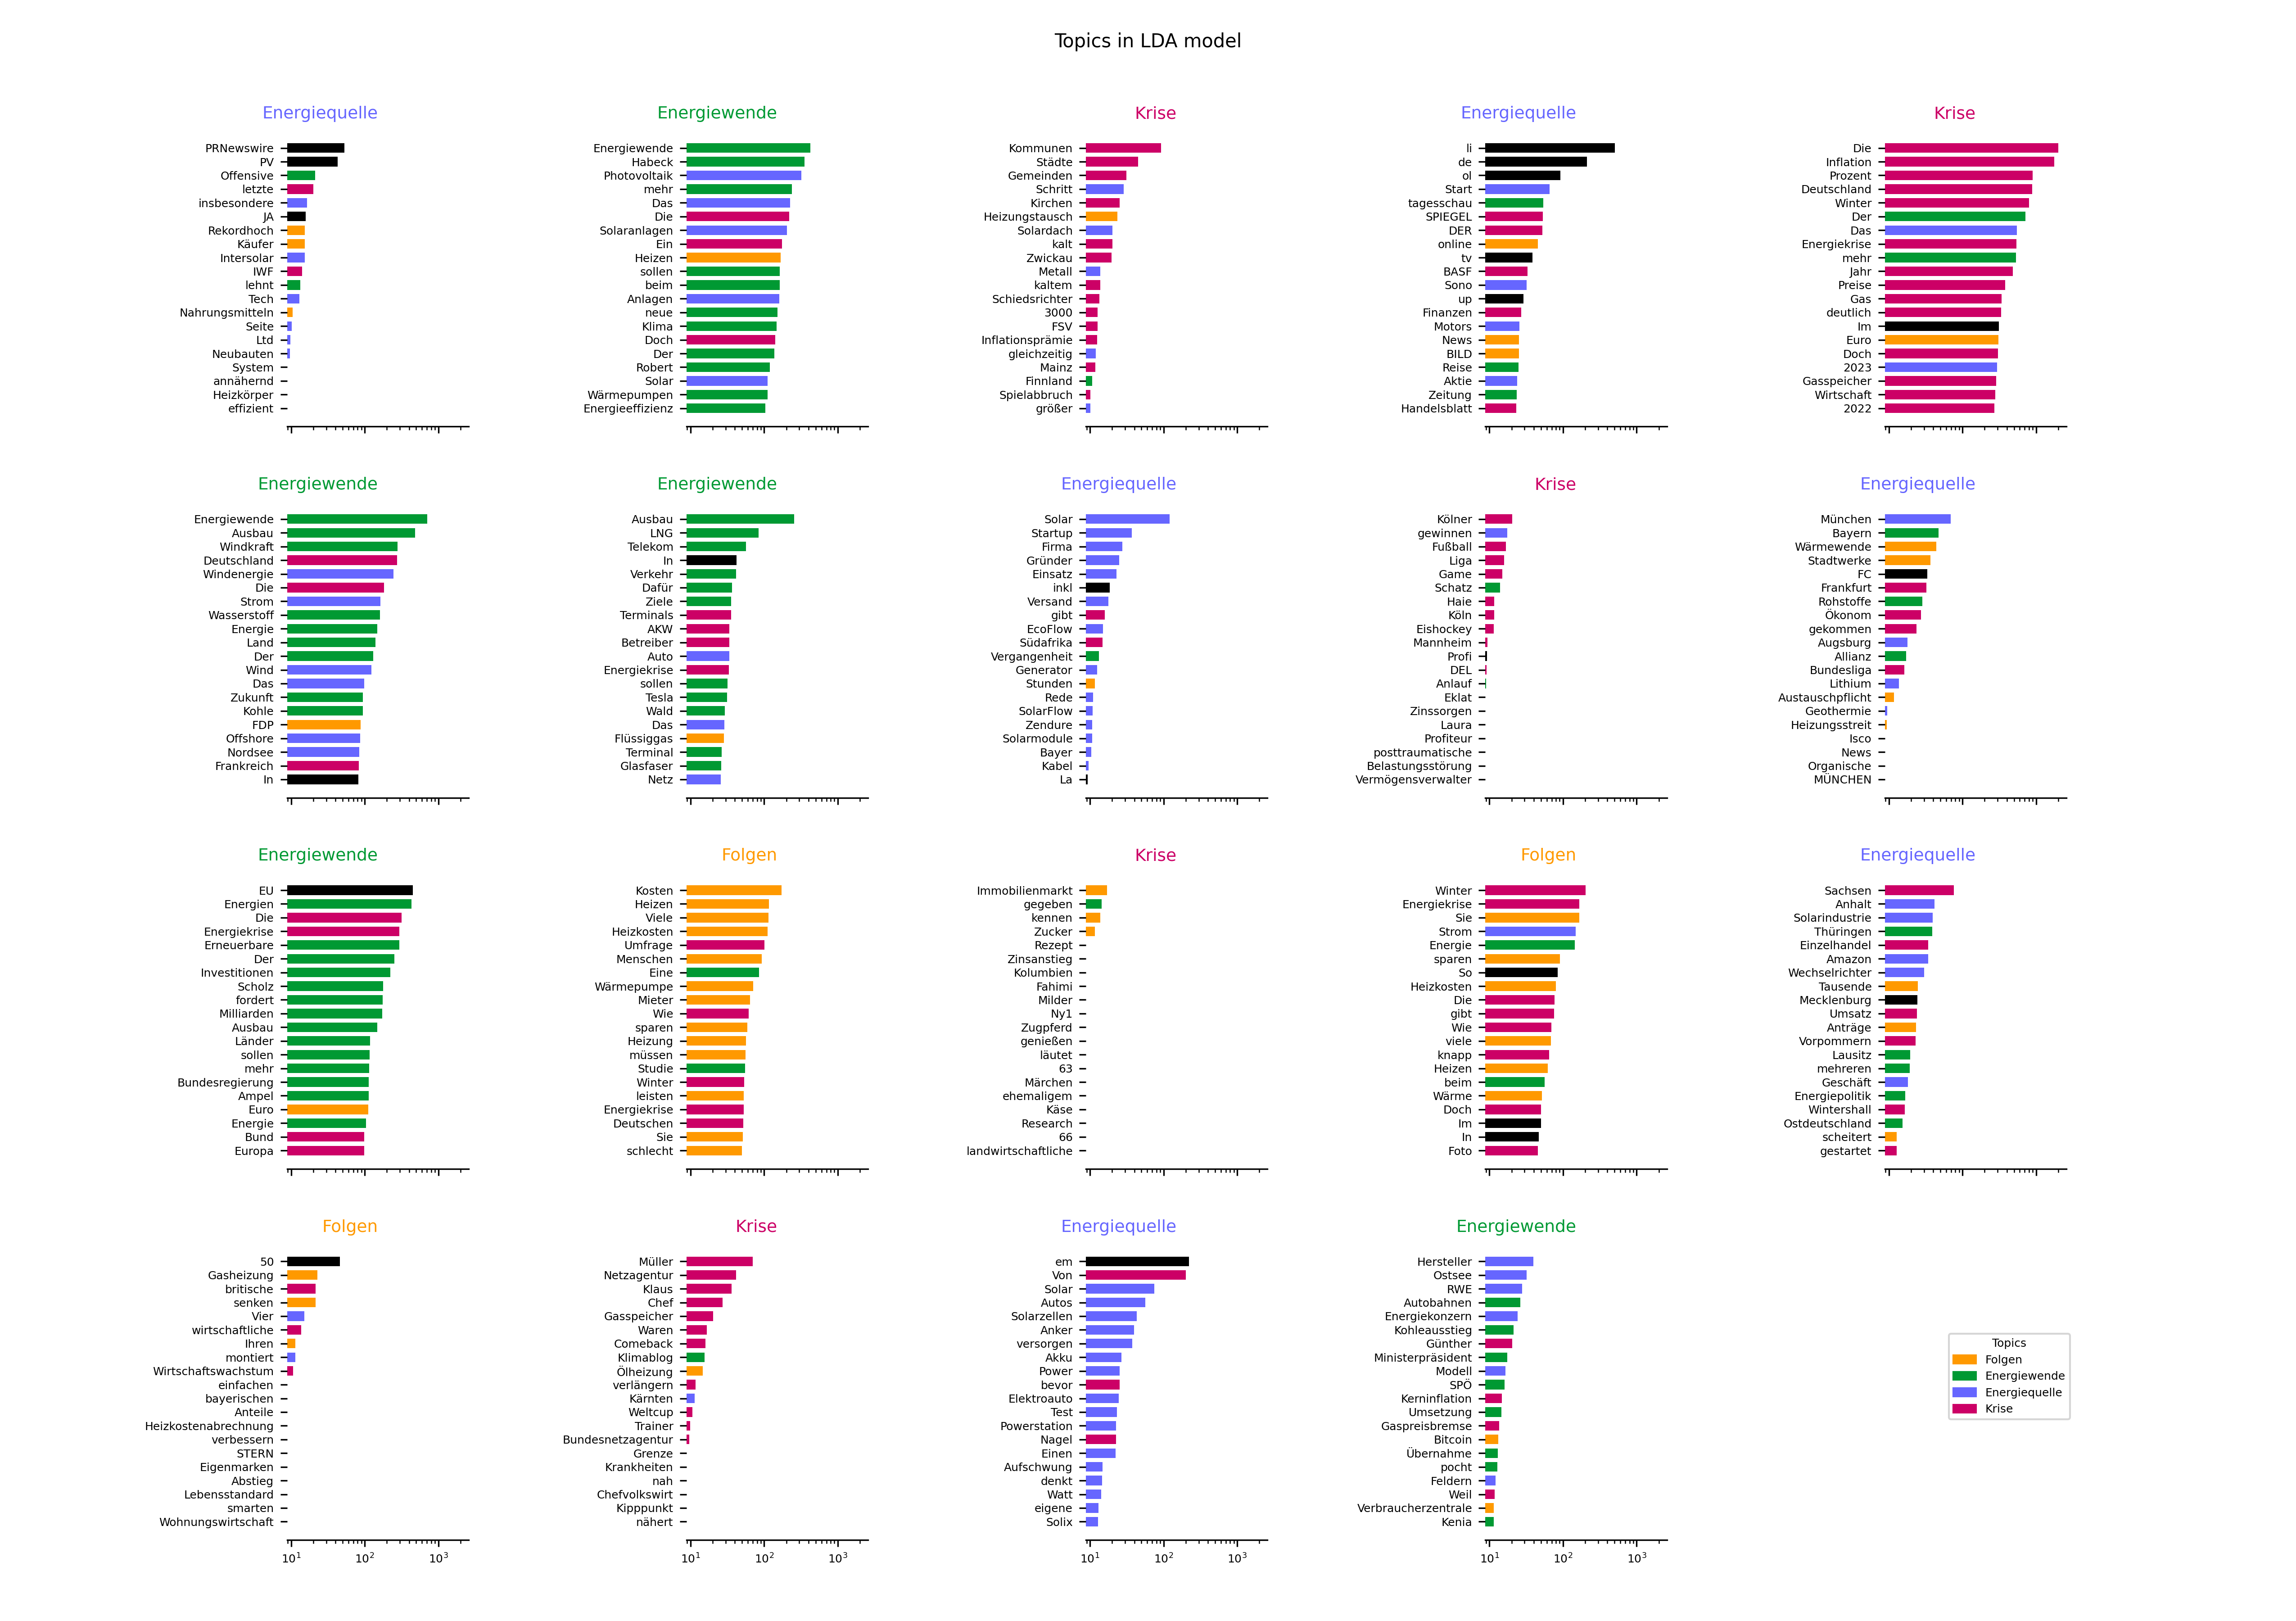 Topics in LDA model
Energiequelle
PRNewswire
PV
Offensive
letzte
insbesondere
JA
Rekordhoch
Käufer
Intersolar
IWF
lehnt
Tech
Nahrungsmitteln
Seite
Ltd
Neubauten
System
annähernd
Heizkörper
effizient
Energiewende
Energiewende
Habeck
Photovoltaik
mehr
Das
Die
Solaranlagen
Ein
Heizen
sollen
beim
Anlagen
neue
Klima
Doch
Der
Robert
Solar
Wärmepumpen
Energieeffizienz
Krise
Kommunen
Städte
Gemeinden
Schritt
Kirchen
Heizungstausch
Solardach
kalt
Zwickau
Metall
kaltem
Schiedsrichter
3000
FSV
Inflationsprämie
gleichzeitig
Mainz
Finnland
Spielabbruch
größer
Energiequelle
li
de
ol
Start
tagesschau
SPIEGEL
DER
online
tv
BASF
Sono
up
Finanzen
Motors
News
BILD
Reise
Aktie
Zeitung
Handelsblatt
Krise
Die
Inflation
Prozent
Deutschland
Winter
Der
Das
Energiekrise
mehr
Jahr
Preise
Gas
deutlich
Im
Euro
Doch
2023
Gasspeicher
Wirtschaft
2022
Energiewende
Energiewende
Ausbau
Windkraft
Deutschland
Windenergie
Die
Strom
Wasserstoff
Energie
Land
Der
Wind
Das
Zukunft
Kohle
FDP
Offshore
Nordsee
Frankreich
In
Energiewende
Ausbau
LNG
Telekom
In
Verkehr
Dafür
Ziele
Terminals
AKW
Betreiber
Auto
Energiekrise
sollen
Tesla
Wald
Das
Flüssiggas
Terminal
Glasfaser
Netz
Energiequelle
Solar
Startup
Firma
Gründer
Einsatz
inkl
Versand
gibt
EcoFlow
Südafrika
Vergangenheit
Generator
Stunden
Rede
SolarFlow
Zendure
Solarmodule
Bayer
Kabel
La
Krise
Kölner
gewinnen
Fußball
Liga
Game
Schatz
Haie
Köln
Eishockey
Mannheim
Profi
DEL
Anlauf
Eklat
Zinssorgen
Laura
Profiteur
posttraumatische
Belastungsstörung
Vermögensverwalter
Energiequelle
München
Bayern
Wärmewende
Stadtwerke
FC
Frankfurt
Rohstoffe
Ökonom
gekommen
Augsburg
Allianz
Bundesliga
Lithium
Austauschpflicht
Geothermie
Heizungsstreit
Isco
News
Organische
MÜNCHEN
Energiewende
EU
Energien
Die
Energiekrise
Erneuerbare
Der
Investitionen
Scholz
fordert
Milliarden
Ausbau
Länder
sollen
mehr
Bundesregierung
Ampel
Euro
Energie
Bund
Europa
Folgen
Kosten
Heizen
Viele
Heizkosten
Umfrage
Menschen
Eine
Wärmepumpe
Mieter
Wie
sparen
Heizung
müssen
Studie
Winter
leisten
Energiekrise
Deutschen
Sie
schlecht
Krise
Immobilienmarkt
gegeben
kennen
Zucker
Rezept
Zinsanstieg
Kolumbien
Fahimi
Milder
Ny1
Zugpferd
genießen
läutet
63
Märchen
ehemaligem
Käse
Research
66
landwirtschaftliche
Folgen
Winter
Energiekrise
Sie
Strom
Energie
sparen
So
Heizkosten
Die
gibt
Wie
viele
knapp
Heizen
beim
Wärme
Doch
Im
In
Foto
Energiequelle
Sachsen
Anhalt
Solarindustrie
Thüringen
Einzelhandel
Amazon
Wechselrichter
Tausende
Mecklenburg
Umsatz
Anträge
Vorpommern
Lausitz
mehreren
Geschäft
Energiepolitik
Wintershall
Ostdeutschland
scheitert
gestartet
Folgen
50
Gasheizung
britische
senken
Vier
wirtschaftliche
Ihren
montiert
Wirtschaftswachstum
einfachen
bayerischen
Anteile
Heizkostenabrechnung
verbessern
STERN
Eigenmarken
Abstieg
Lebensstandard
smarten
Wohnungswirtschaft
10¹ 10² 10³
Krise
Müller
Netzagentur
Klaus
Chef
Gasspeicher
Waren
Comeback
Klimablog
Ölheizung
verlängern
Kärnten
Weltcup
Trainer
Bundesnetzagentur
Grenze
Krankheiten
nah
Chefvolkswirt
Kipppunkt
nähert
10¹ 10² 10³
Energiequelle
em
Von
Solar
Autos
Solarzellen
Anker
versorgen
Akku
Power
bevor
Elektroauto
Test
Powerstation
Nagel
Einen
Aufschwung
denkt
Watt
eigene
Solix
10¹ 10² 10³
Energiewende
Hersteller
Ostsee
RWE
Autobahnen
Energiekonzern
Kohleausstieg
Günther
Ministerpräsident
Modell
SPÖ
Kerninflation
Umsetzung
Gaspreisbremse
Bitcoin
Übernahme
pocht
Feldern
Weil
Verbraucherzentrale
Kenia
10¹ 10² 10³
Topics
Folgen
Energiewende
Energiequelle
Krise